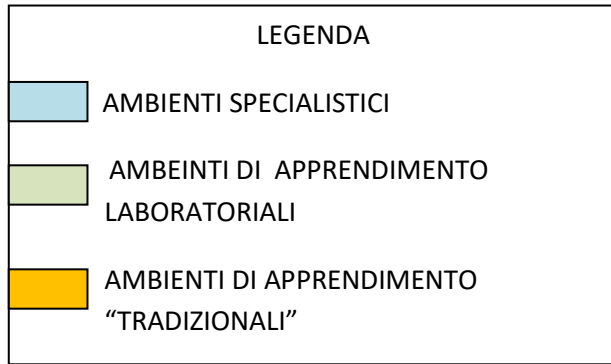 LEGENDA
AMBIENTI SPECIALISTICI
AMBEINTI DI APPRENDIMENTO
LABORATORIALI
AMBIENTI DI APPRENDIMENTO
“TRADIZIONALI”